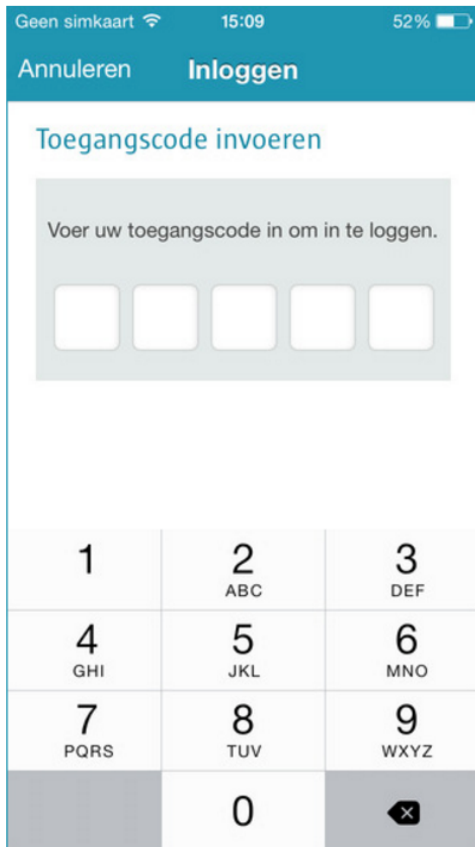 Geen simkaart 15:09 52%
Annuleren Inloggen
Toegangscode invoeren
Voer uw toegangscode in om in te loggen.
1 2 3
ABC DEF
4 5 6
GHI JKL MNO
7 8 9
PQRS TUV WXYZ
0